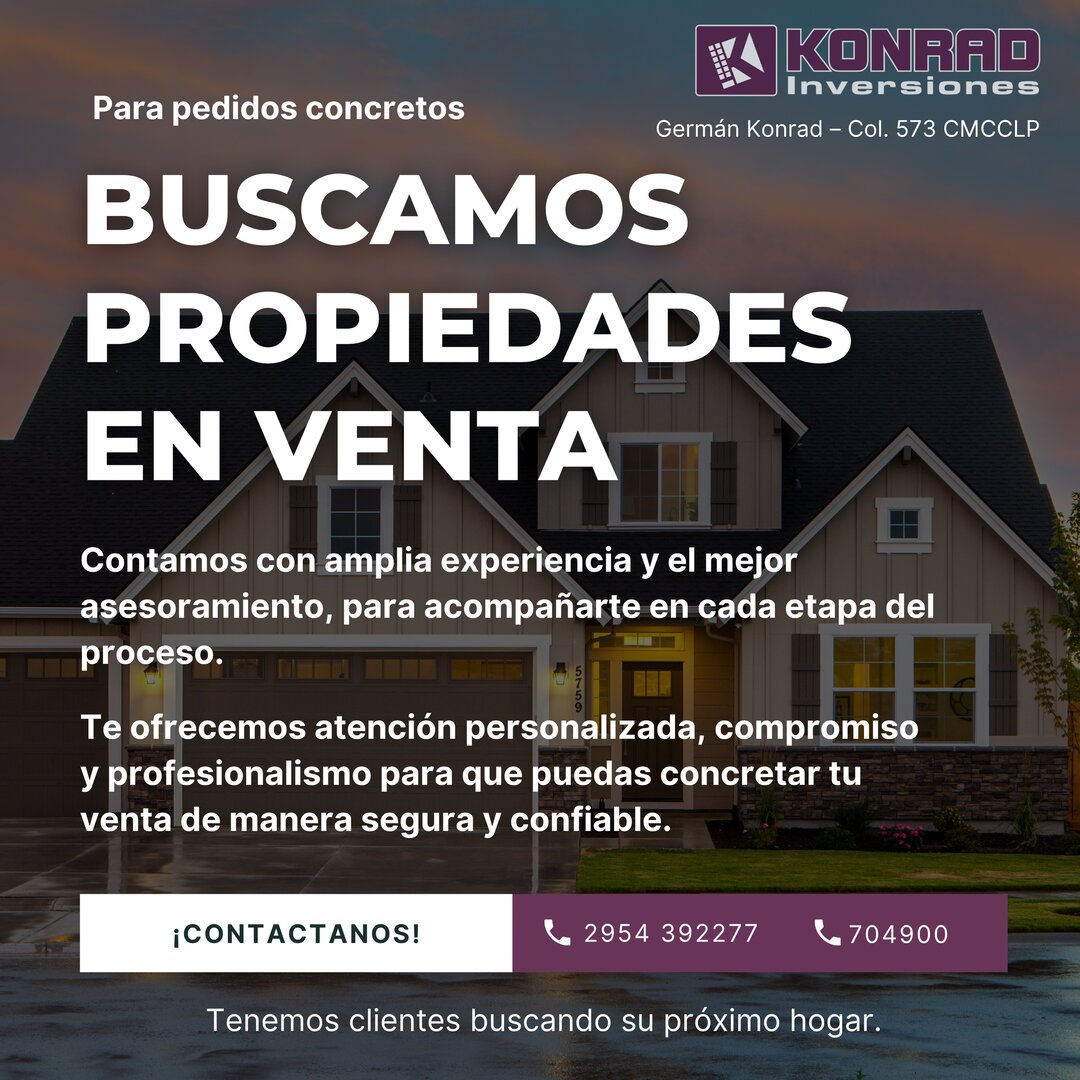 KONRAD
Inversiones
Germán Konrad – Col. 573 CMCCLP
Para pedidos concretos
BUSCAMOS
PROPIEDADES
EN VENTA
Contamos con amplia experiencia y el mejor
asesoramiento, para acompañarte en cada etapa del
proceso.
5759
Te ofrecemos atención personalizada, compromiso
y profesionalismo para que puedas concretar tu
venta de manera segura y confiable.
¡CONTACTANOS!
2954 392277
704900
Tenemos clientes buscando su próximo hogar.